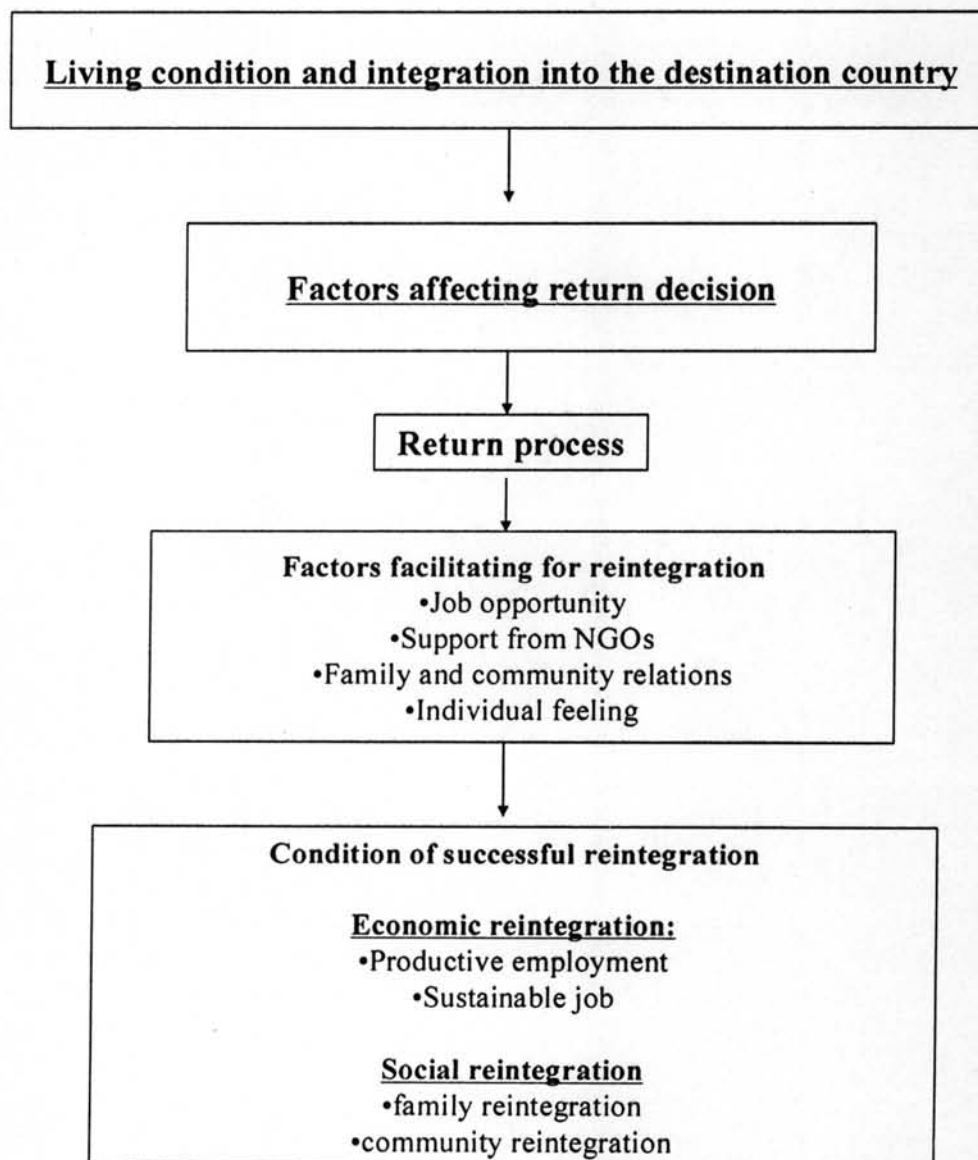 Living condition and integration into the destination country
Factors affecting return decision
Return process
Factors facilitating for reintegration
•Job opportunity
•Support from NGOs
•Family and community relations
•Individual feeling
Condition of successful reintegration
Economic reintegration:
•Productive employment
•Sustainable job
Social reintegration
•family reintegration
•community reintegration